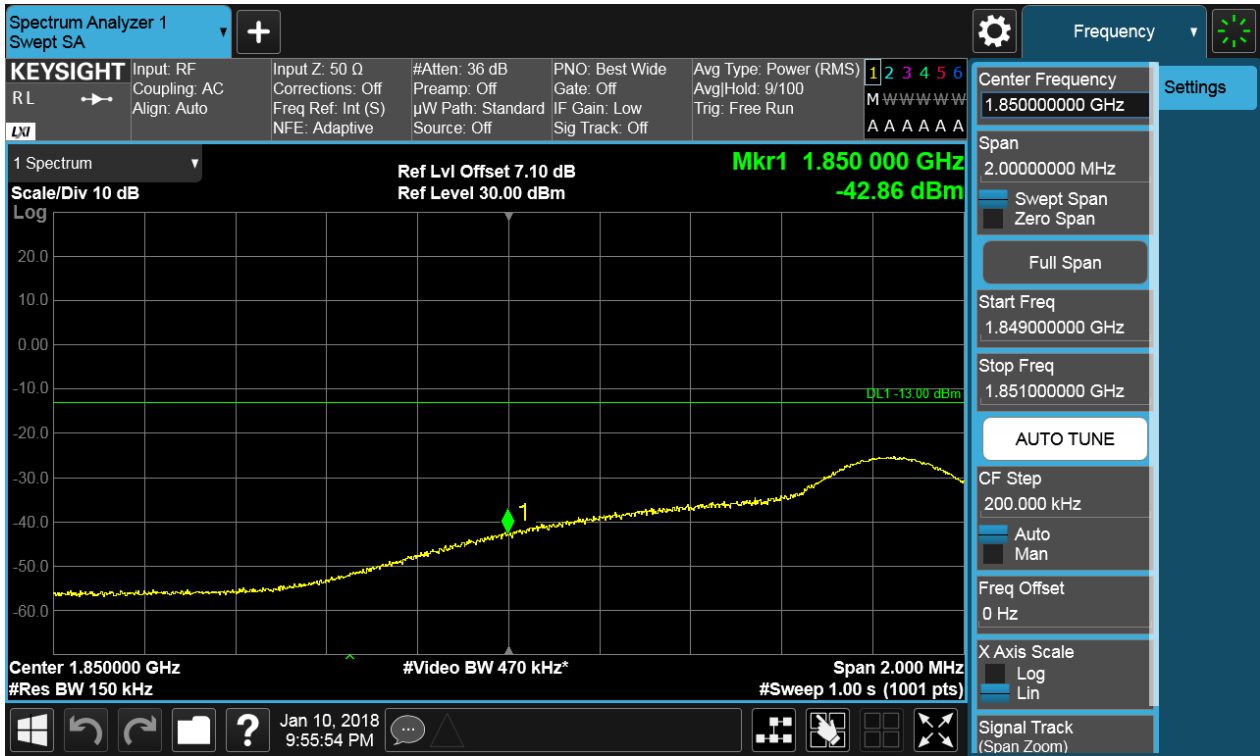 Spectrum Analyzer 1
Swept SA
+
Frequency
KEYSIGHT
RL
LXI
Input: RF
Coupling: AC
Align: Auto
Input Z: 50 Ω
Corrections: Off
Freq Ref: Int (S)
NFE: Adaptive
#Atten: 36 dB
Preamp: Off
µW Path: Standard
Source: Off
PNO: Best Wide
Gate: Off
IF Gain: Low
Sig Track: Off
Avg Type: Power (RMS)
Avg|Hold: 9/100
Trig: Free Run
1 2 3 4 5 6
M W W W W W
A A A A A A
1 Spectrum
Scale/Div 10 dB
Log
Ref Lvl Offset 7.10 dB
Ref Level 30.00 dBm
Mkr1 1.850 000 GHz
-42.86 dBm
20.0
10.0
0.00
-10.0
DL1 -13.00 dBm
-20.0
-30.0
-40.0
1
-50.0
-60.0
Center 1.850000 GHz
#Video BW 470 kHz*
Span 2.000 MHz
#Res BW 150 kHz
#Sweep 1.00 s (1001 pts)
?
Jan 10, 2018
9:55:54 PM
Center Frequency
1.850000000 GHz
Settings
Span
2.00000000 MHz
Swept Span
Zero Span
Full Span
Start Freq
1.849000000 GHz
Stop Freq
1.851000000 GHz
AUTO TUNE
CF Step
200.000 kHz
Auto
Man
Freq Offset
0 Hz
X Axis Scale
Log
Lin
Signal Track
(Span Zoom)